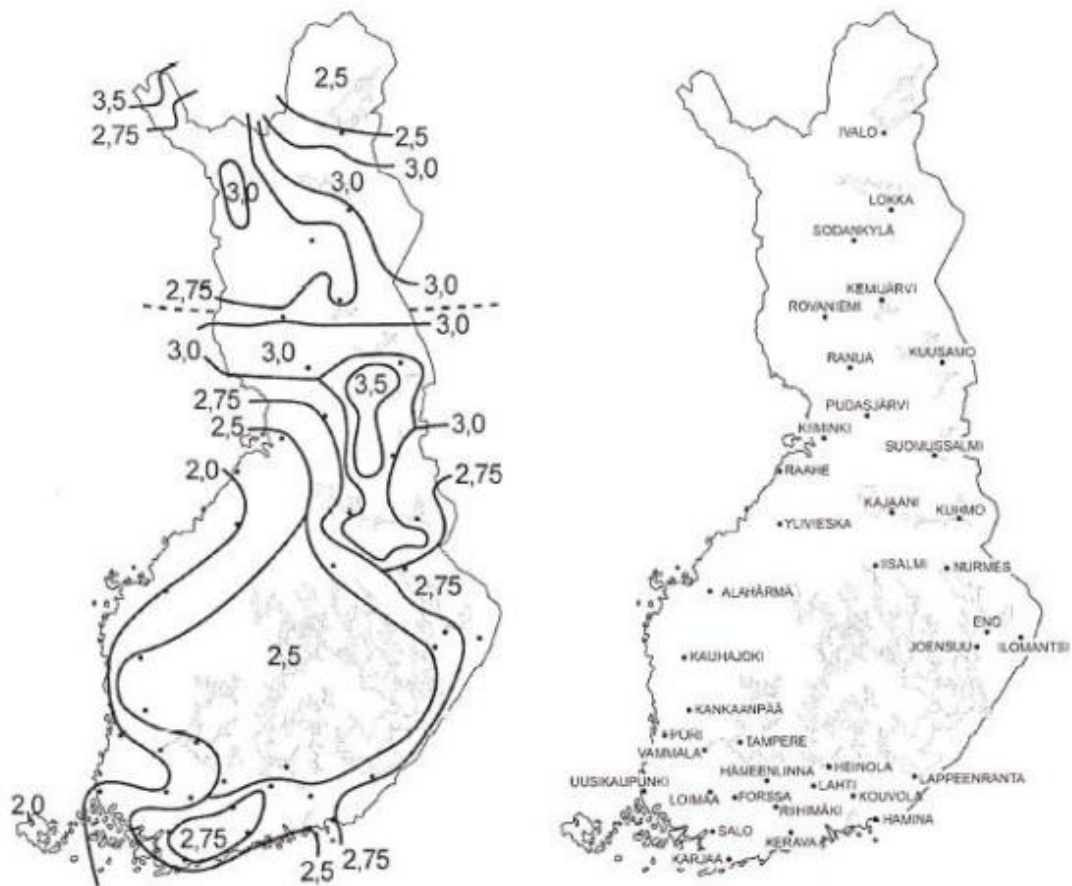 2,5
3,5
2,75
2,5
3,0
3,0
3,0
2,75
3,0
3,0
3,0
3,0
3,5
2,75
2,5
3,0
2,0
2,75
2,75
2,5
2,0
2,75
2,75
2,5
IVALO
LOKKA
SODANKYLÄ
KEMIJÄRVI
ROVANIEMI
RANUA
KUUSAMO
PUDASJÄRVI
KIIMINKI
SUOMUSSALMI
RAAHE
KAJAANI
KUHMO
YLIVIESKA
IISALMI
NURMES
ALAHÄRMÄ
ENO
JOENSUU
ILOMANTSI
KAUHAJOKI
KANKAANPÄÄ
PORI
TAMPERE
VAMMALA
HEINOLA
HÄMEENLINNA
LAPPEENRANTA
UUSIKAUPUNKI
LAHTI
LOIMAA
FORSSA
KOUVOLA
RIIHIMÄKI
HAMINA
SALO
KERAVA
KARJAA